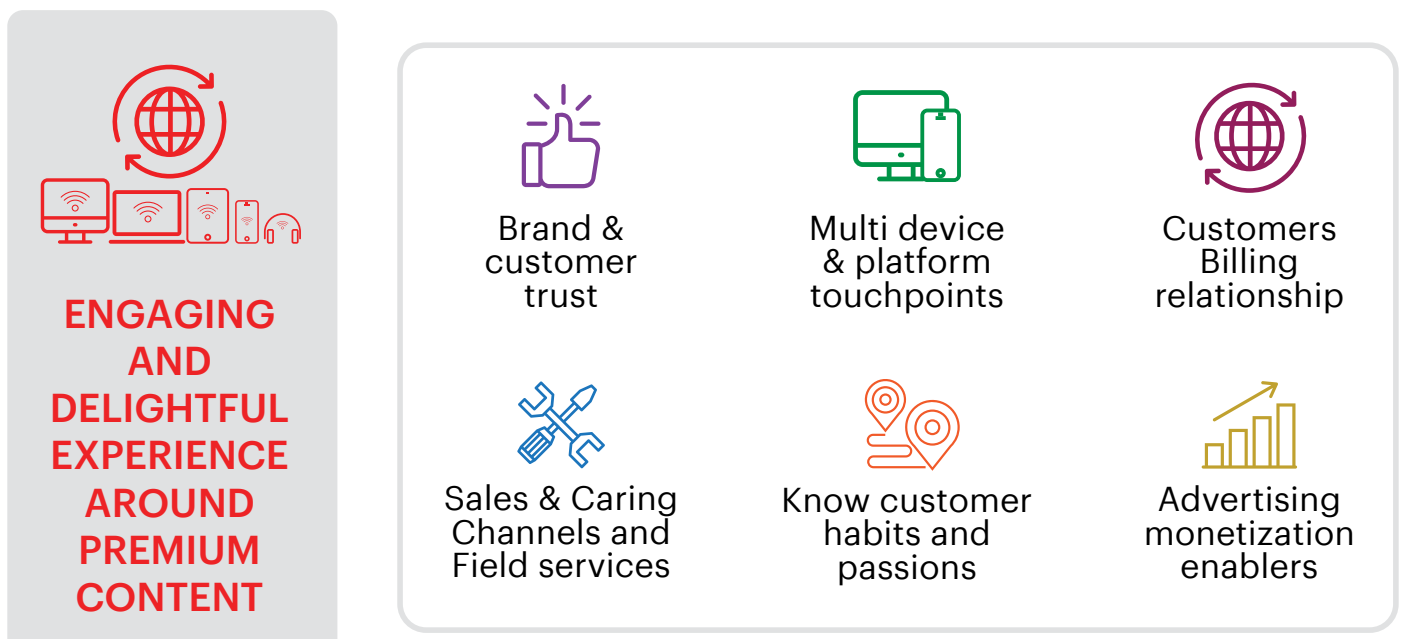 ENGAGING
AND
DELIGHTFUL
EXPERIENCE
AROUND
PREMIUM
CONTENT
Brand &
customer
trust
Multi device
& platform
touchpoints
Customers
Billing
relationship
Sales & Caring
Channels and
Field services
Know customer
habits and
passions
Advertising
monetization
enablers